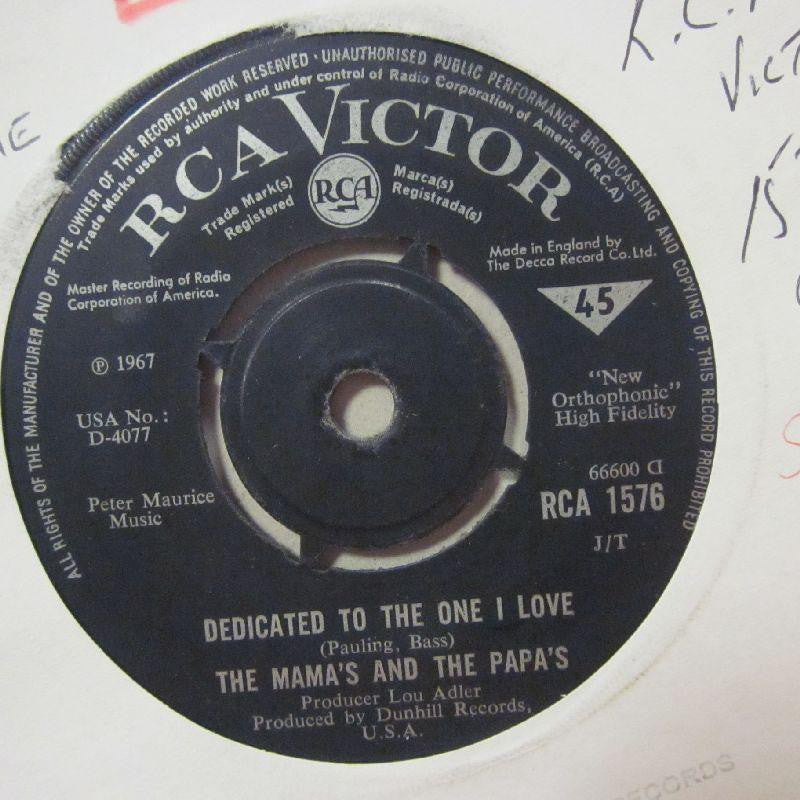 ALL RIGHTS OF THE MANUFACTURER AND OF THE OWNER OF THE RECORDED WORK RESERVED · UNAUTHORISED PUBLIC PERFORMANCE BROADCASTING AND COPYING OF THIS RECORD PROHIBITED
Trade Marks used by authority and under control of Radio Corporation of America (R.C.A)
RCA VICTOR
Trade Mark(s)
Registered
RCA
Marca(s)
Registrada(s)
Master Recording of Radio
Corporation of America.
Made in England by
The Decca Record Co. Ltd.
45
℗ 1967
USA No.:
D-4077
"New
Orthophonic"
High Fidelity
Peter Maurice
Music
66600
RCA 1576
J/T
DEDICATED TO THE ONE I LOVE
(Pauling, Bass)
THE MAMA'S AND THE PAPA'S
Producer Lou Adler
Produced by Dunhill Records,
U.S.A.